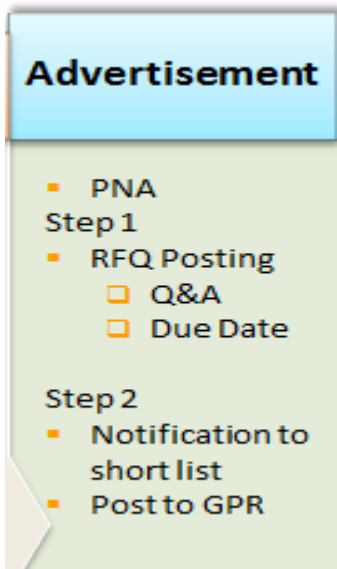 Advertisement
▪ PNA
Step 1
▪ RFQ Posting
❑ Q&A
❑ Due Date
Step 2
▪ Notification to
short list
▪ Post to GPR